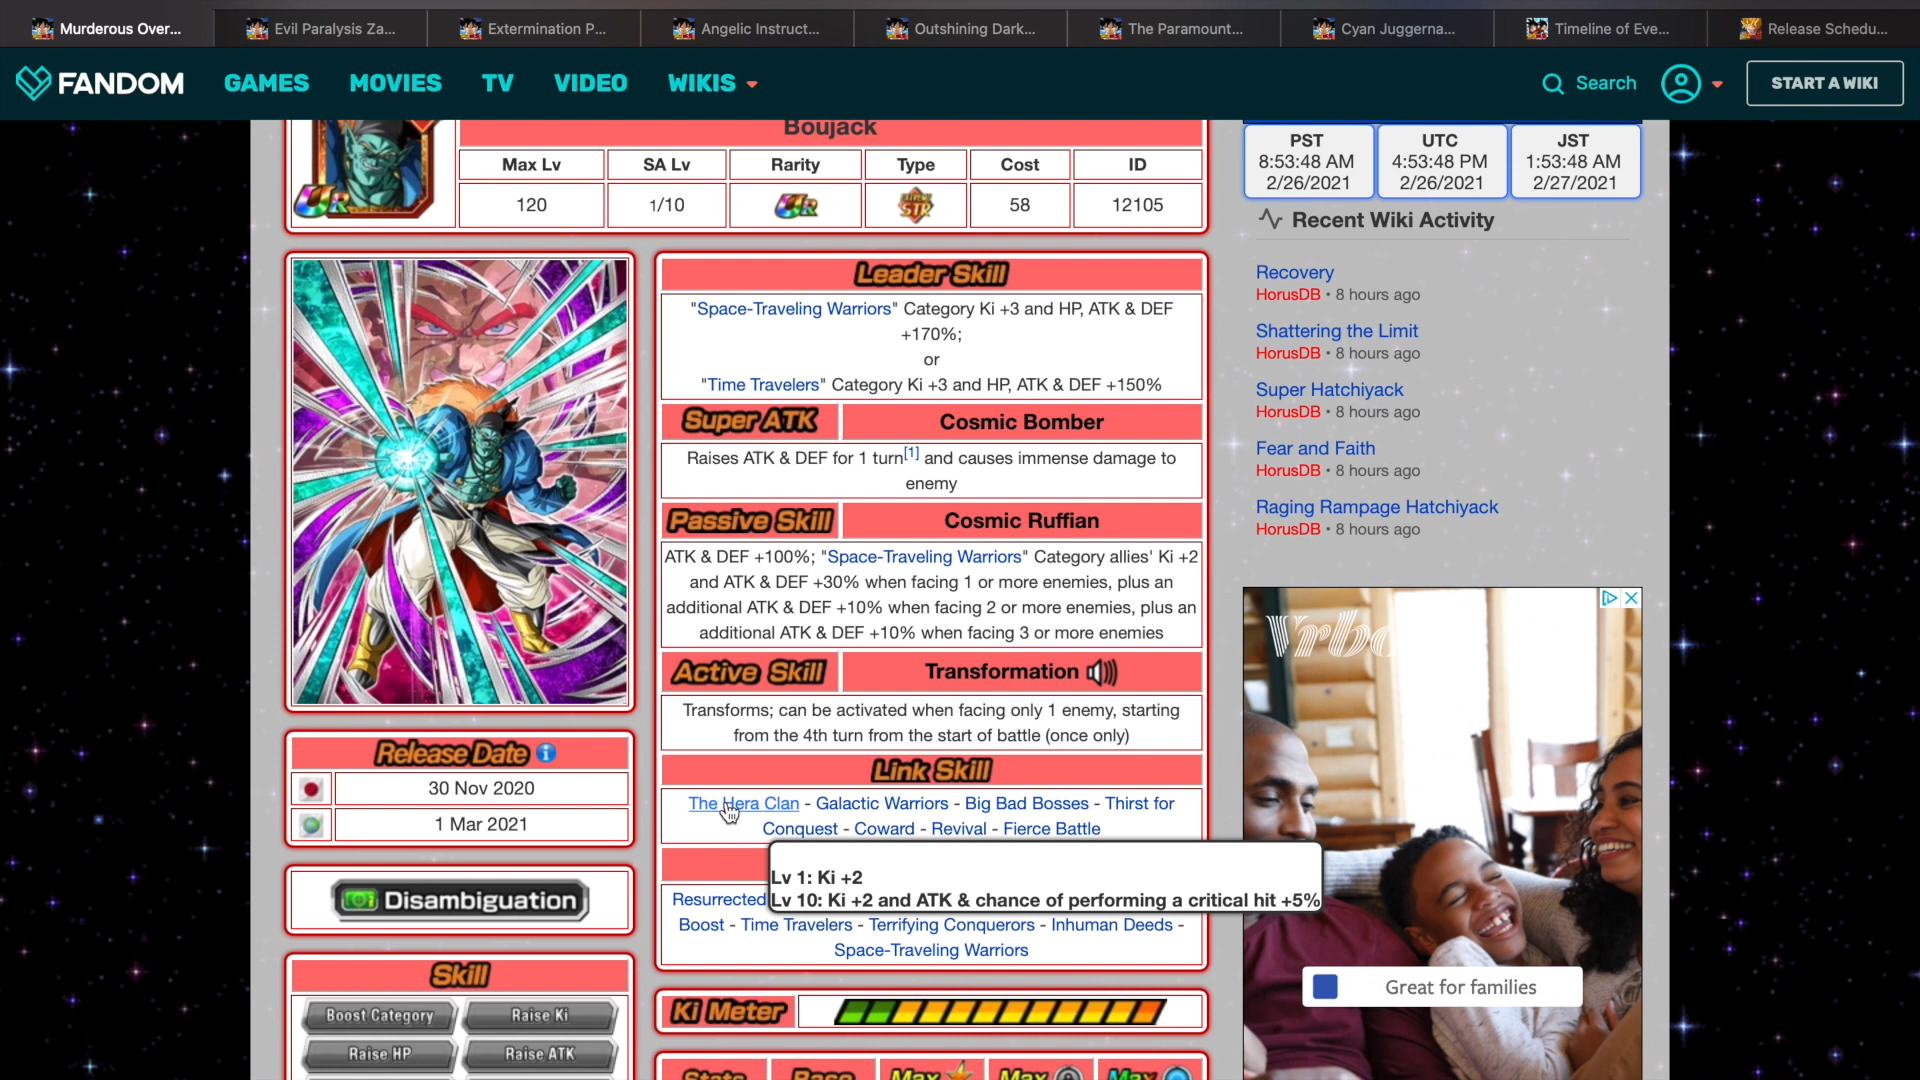 Murderous Over...
Evil Paralysis Za...
Extermination P...
Angelic Instruct...
Outshining Dark...
The Paramount...
Cyan Juggerna...
Timeline of Eve...
Release Schedu...
FANDOM
GAMES
MOVIES
TV
VIDEO
WIKIS
Search
START A WIKI
Boujack
Max Lv
SA Lv
Rarity
Type
Cost
ID
120
1/10
UR
STR
58
12105
UR
Leader Skill
"Space-Traveling Warriors" Category Ki +3 and HP, ATK & DEF
+170%;
or
"Time Travelers" Category Ki +3 and HP, ATK & DEF +150%
Super ATK
Cosmic Bomber
Raises ATK & DEF for 1 turn[1] and causes immense damage to
enemy
Passive Skill
Cosmic Ruffian
ATK & DEF +100%; "Space-Traveling Warriors" Category allies' Ki +2
and ATK & DEF +30% when facing 1 or more enemies, plus an
additional ATK & DEF +10% when facing 2 or more enemies, plus an
additional ATK & DEF +10% when facing 3 or more enemies
Active Skill
Transformation
Transforms; can be activated when facing only 1 enemy, starting
from the 4th turn from the start of battle (once only)
Link Skill
The Hera Clan - Galactic Warriors - Big Bad Bosses - Thirst for
Conquest - Coward - Revival - Fierce Battle
Lv 1: Ki +2
Lv 10: Ki +2 and ATK & chance of performing a critical hit +5%
Resurrected
Boost - Time Travelers - Terrifying Conquerors - Inhuman Deeds -
Space-Traveling Warriors
Ki Meter
Stats
Base
Max
Max
Max
Release Date
30 Nov 2020
1 Mar 2021
Disambiguation
Skill
Boost Category
Raise Ki
Raise HP
Raise ATK
PST
8:53:48 AM
2/26/2021
UTC
4:53:48 PM
2/26/2021
JST
1:53:48 AM
2/27/2021
Recent Wiki Activity
Recovery
HorusDB • 8 hours ago
Shattering the Limit
HorusDB • 8 hours ago
Super Hatchiyack
HorusDB • 8 hours ago
Fear and Faith
HorusDB • 8 hours ago
Raging Rampage Hatchiyack
HorusDB • 8 hours ago
Vrbo
Great for families